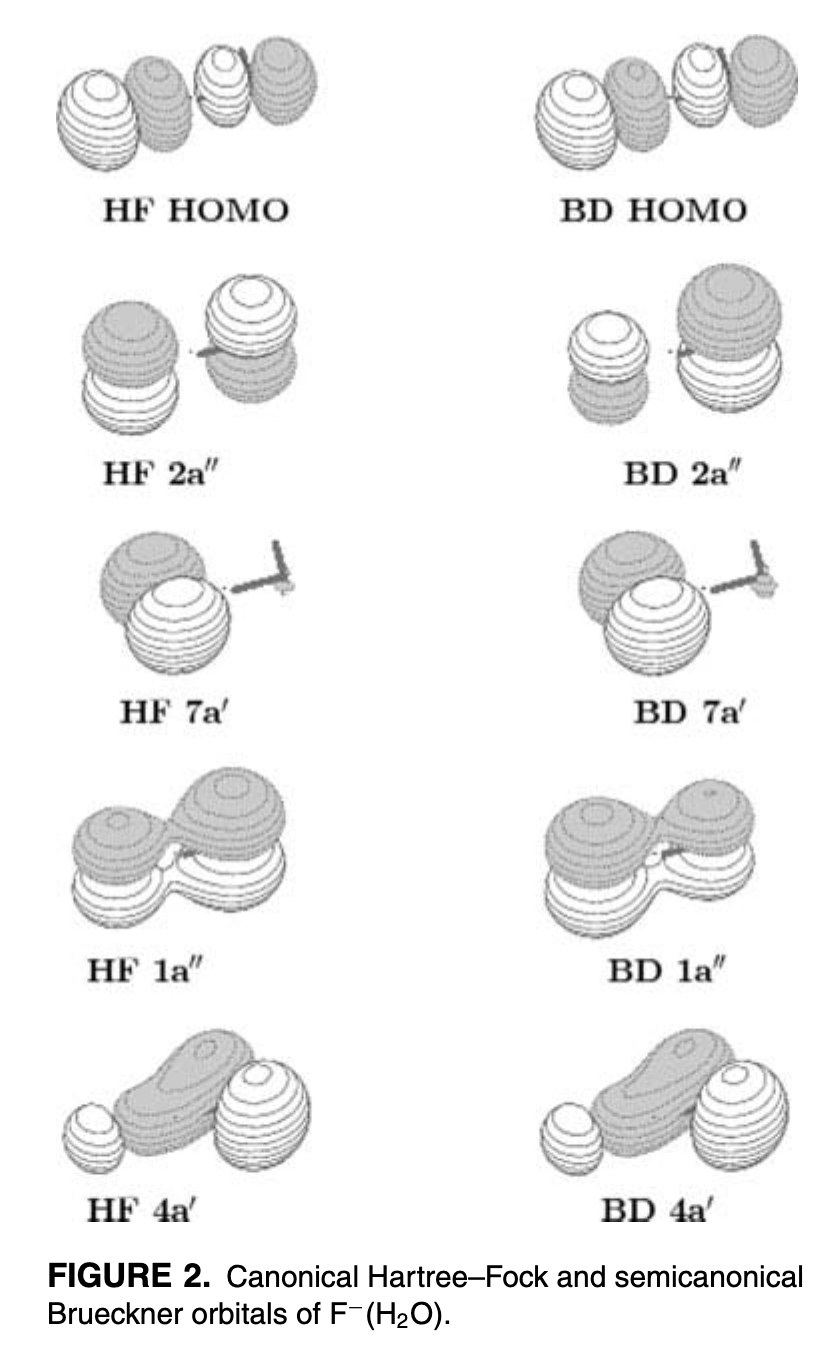 HF HOMO BD HOMO
HF 2a″ BD 2a″
HF 7a′ BD 7a′
HF 1a″ BD 1a″
HF 4a′ BD 4a′
FIGURE 2. Canonical Hartree–Fock and semicanonical
Brueckner orbitals of F⁻(H₂O).